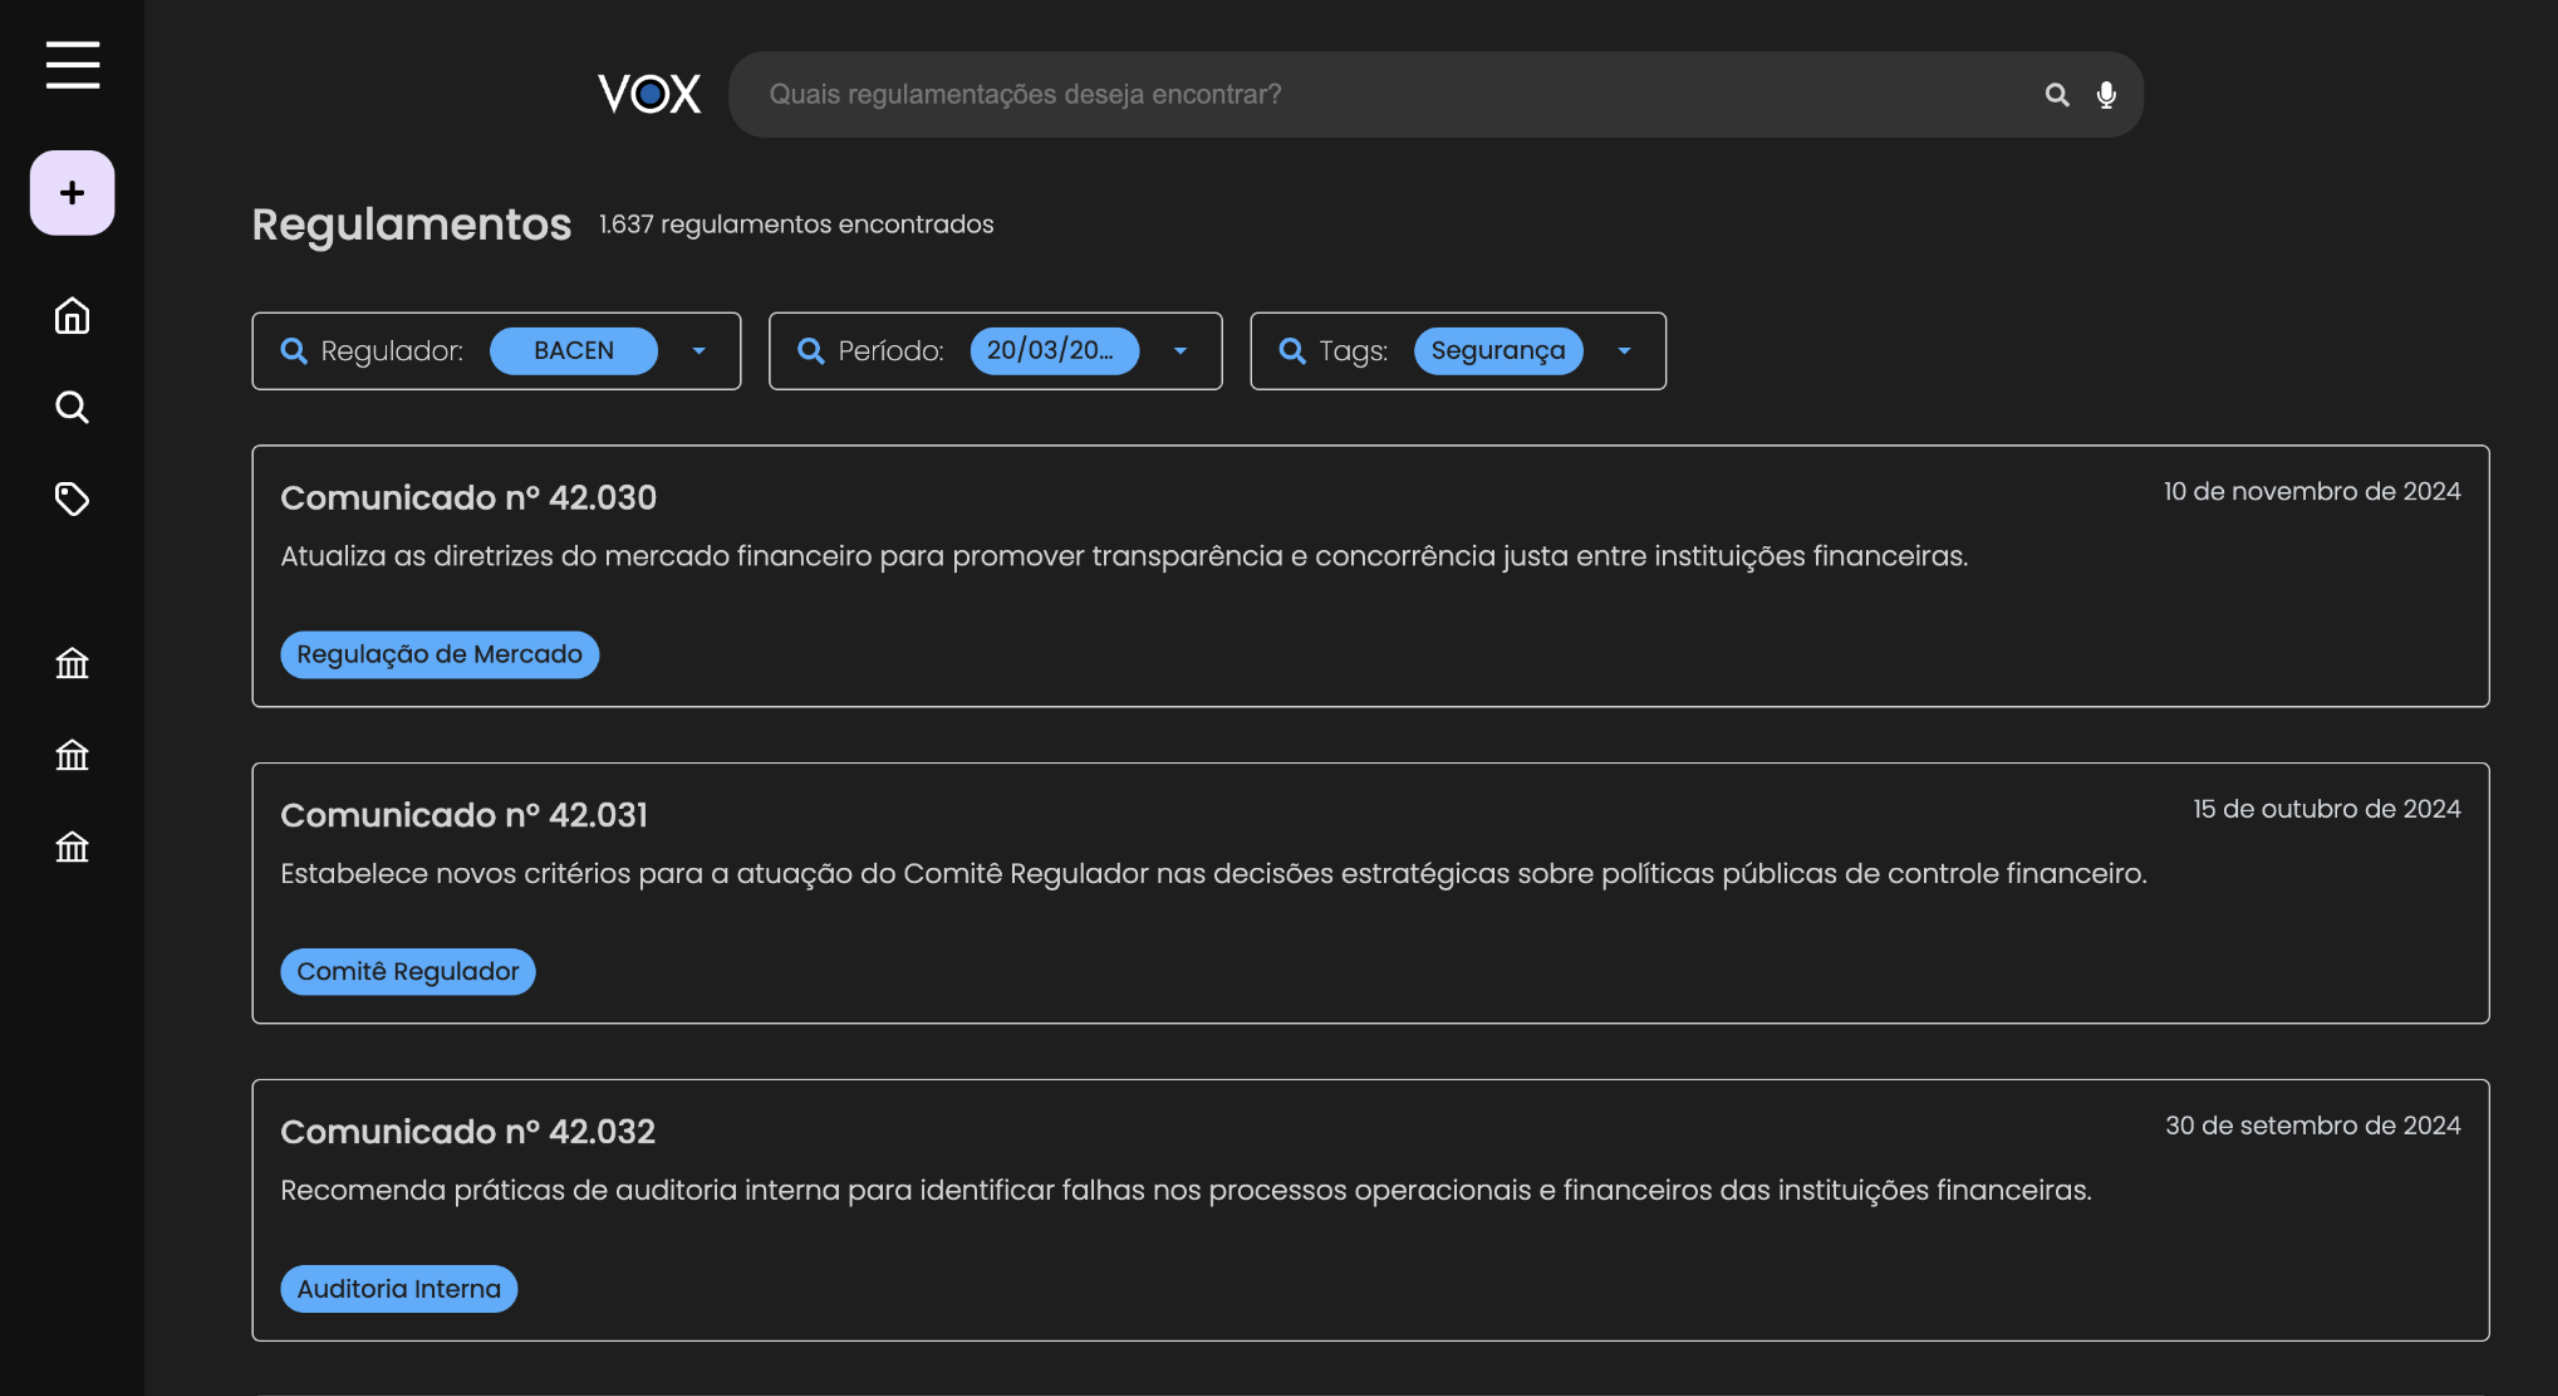 VOX
Quais regulamentações deseja encontrar?
Regulamentos 1.637 regulamentos encontrados
Regulador: BACEN Período: 20/03/20... Tags: Segurança
Comunicado nº 42.030
10 de novembro de 2024
Atualiza as diretrizes do mercado financeiro para promover transparência e concorrência justa entre instituições financeiras.
Regulação de Mercado
Comunicado nº 42.031
15 de outubro de 2024
Estabelece novos critérios para a atuação do Comitê Regulador nas decisões estratégicas sobre políticas públicas de controle financeiro.
Comitê Regulador
Comunicado nº 42.032
30 de setembro de 2024
Recomenda práticas de auditoria interna para identificar falhas nos processos operacionais e financeiros das instituições financeiras.
Auditoria Interna